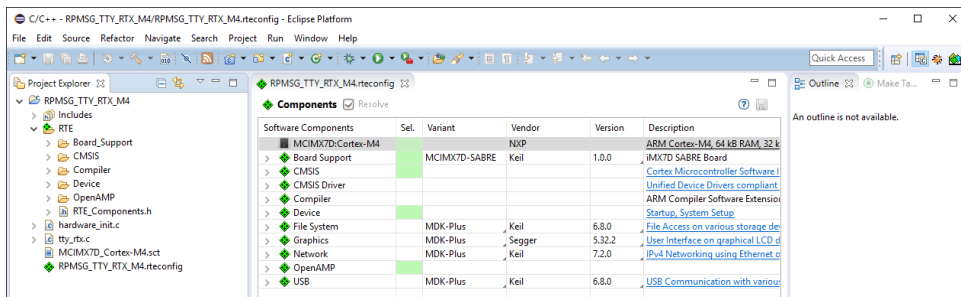 C/C++ - RPMSG_TTY_RTX_M4/RPMSG_TTY_RTX_M4.rteconfig - Eclipse Platform
File Edit Source Refactor Navigate Search Project Run Window Help
Quick Access
Project Explorer
RPMSG_TTY_RTX_M4
Includes
RTE
Board_Support
CMSIS
Compiler
Device
OpenAMP
RTE_Components.h
hardware_init.c
tty_rtx.c
MCIMX7D_Cortex-M4.sct
RPMSG_TTY_RTX_M4.rteconfig
RPMSG_TTY_RTX_M4.rteconfig
Components Resolve
Software Components Sel. Variant Vendor Version Description
MCIMX7D:Cortex-M4 NXP ARM Cortex-M4, 64 kB RAM, 32 k
Board Support MCIMX7D-SABRE Keil 1.0.0 iMX7D SABRE Board
CMSIS Cortex Microcontroller Software I
CMSIS Driver Unified Device Drivers compliant
Compiler ARM Compiler Software Extension
Device Startup, System Setup
File System MDK-Plus Keil 6.8.0 File Access on various storage dev
Graphics MDK-Plus Segger 5.32.2 User Interface on graphical LCD d
Network MDK-Plus Keil 7.2.0 IPv4 Networking using Ethernet o
OpenAMP
USB MDK-Plus Keil 6.8.0 USB Communication with various
Outline Make Ta...
An outline is not available.